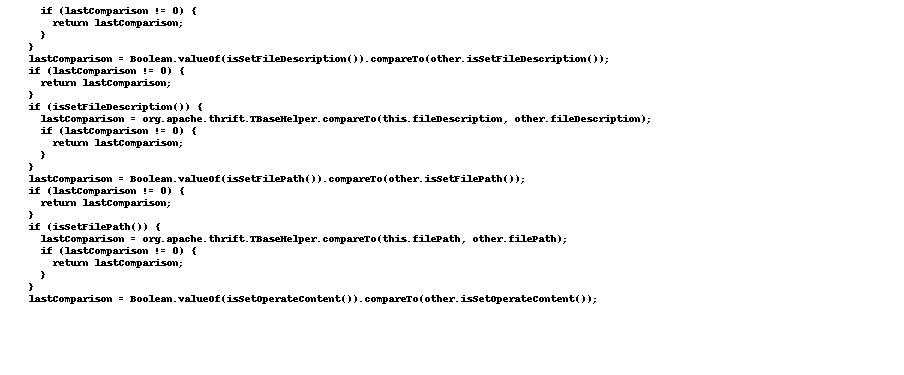 if (lastComparison != 0) {
return lastComparison;
}
}
lastComparison = Boolean.valueOf(isSetFileDescription()).compareTo(other.isSetFileDescription());
if (lastComparison != 0) {
return lastComparison;
}
if (isSetFileDescription()) {
lastComparison = org.apache.thrift.TBaseHelper.compareTo(this.fileDescription, other.fileDescription);
if (lastComparison != 0) {
return lastComparison;
}
}
lastComparison = Boolean.valueOf(isSetFilePath()).compareTo(other.isSetFilePath());
if (lastComparison != 0) {
return lastComparison;
}
if (isSetFilePath()) {
lastComparison = org.apache.thrift.TBaseHelper.compareTo(this.filePath, other.filePath);
if (lastComparison != 0) {
return lastComparison;
}
}
lastComparison = Boolean.valueOf(isSetOperateContent()).compareTo(other.isSetOperateContent());